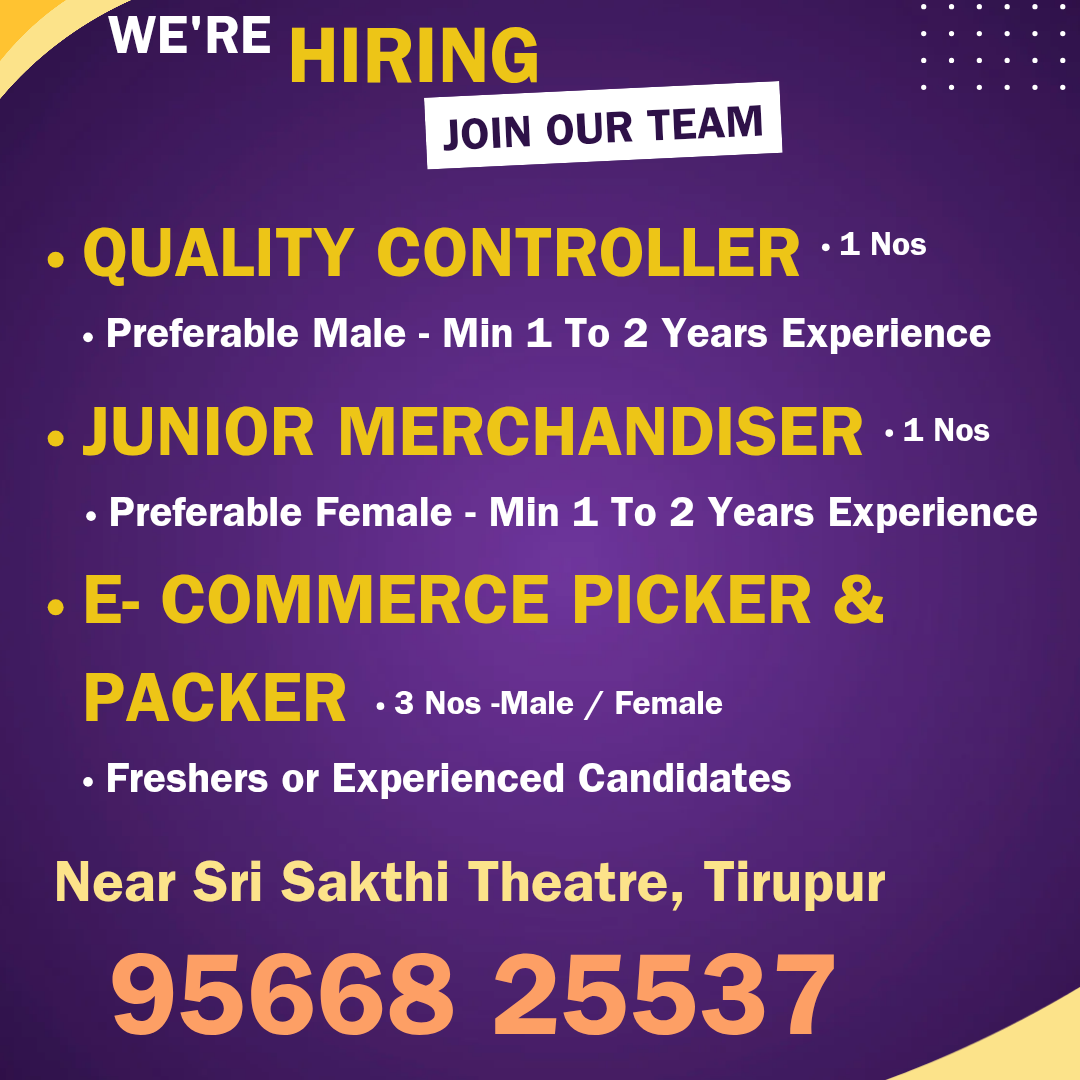 WE'RE HIRING
JOIN OUR TEAM
• QUALITY CONTROLLER • 1 Nos
• Preferable Male - Min 1 To 2 Years Experience
• JUNIOR MERCHANDISER • 1 Nos
• Preferable Female - Min 1 To 2 Years Experience
• E- COMMERCE PICKER &
PACKER • 3 Nos -Male / Female
• Freshers or Experienced Candidates
Near Sri Sakthi Theatre, Tirupur
95668 25537